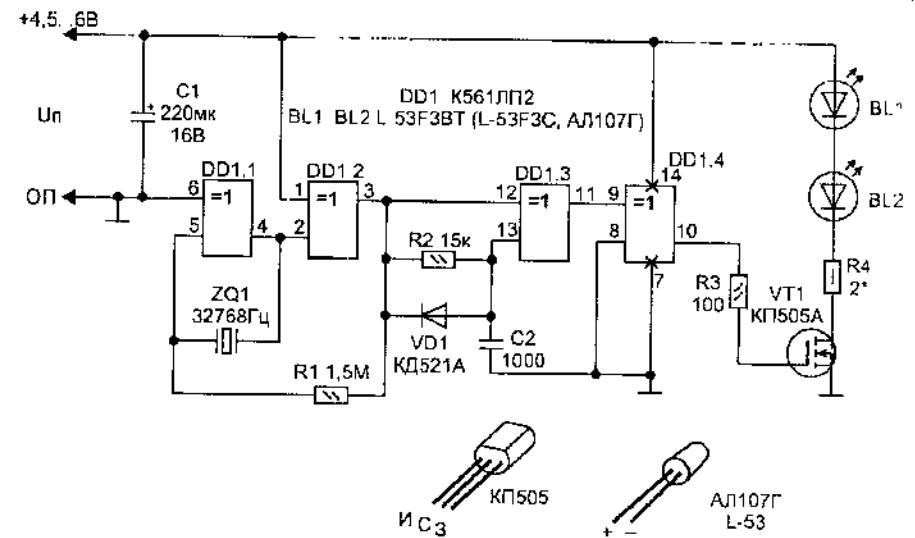 +4,5...6В
С1
220мк
16В
Uп
ОП
DD1 К561ЛП2
BL1 BL2 L 53F3BT (L-53F3C, АЛ107Г)
DD1.1
DD1 2
DD1.3
DD1.4
6
=1
5
4
1
=1
2
3
12
=1
13
11
9
=1
8
14
10
7
+
R2 15к
ZQ1
32768Гц
R1 1,5М
VD1
КД521А
С2
1000
R3
100
VT1
КП505А
R4
2*
BL1
BL2
КП505
И С З
АЛ107Г
L-53
+ –